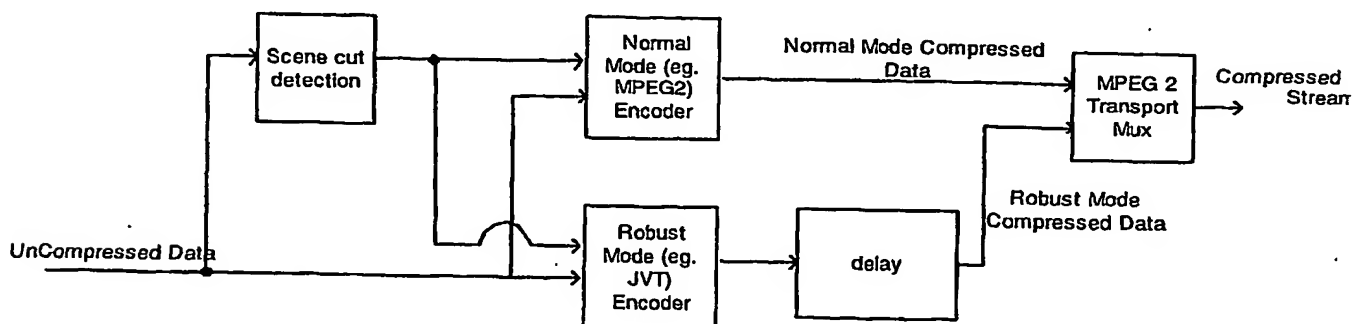 Scene cut
detection
Normal
Mode (eg.
MPEG2)
Encoder
Normal Mode Compressed
Data
MPEG 2
Transport
Mux
Compressed
Stream
UnCompressed Data
Robust
Mode (eg.
JVT)
Encoder
delay
Robust Mode
Compressed Data